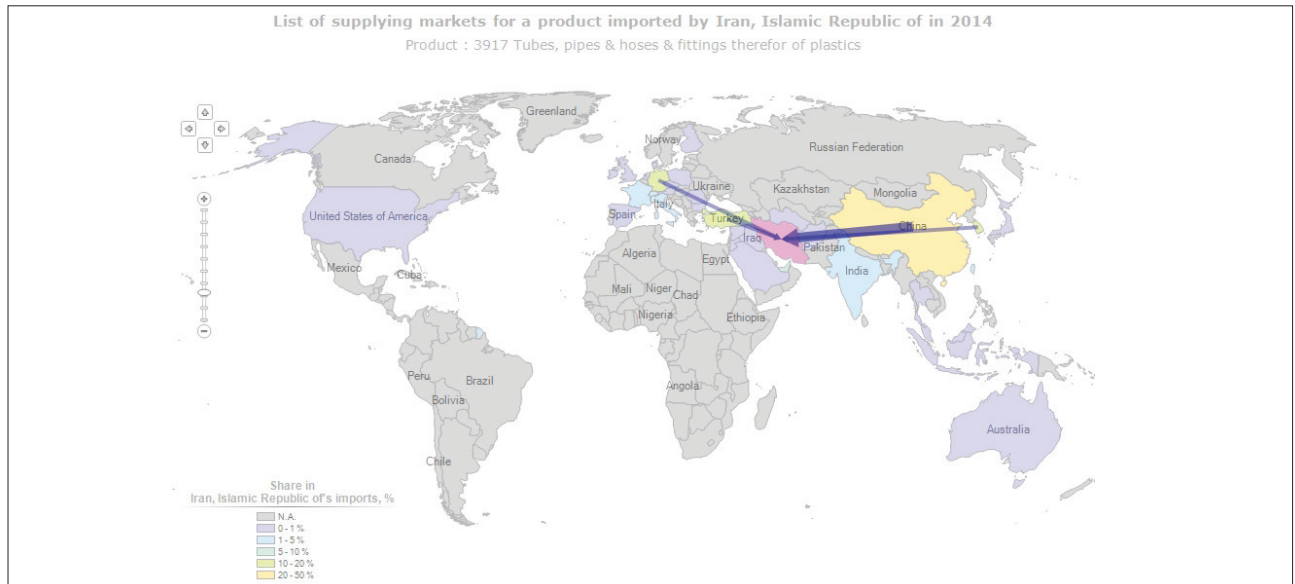 List of supplying markets for a product imported by Iran, Islamic Republic of in 2014
Product : 3917 Tubes, pipes & hoses & fittings therefor of plastics
Greenland
Norway
Russian Federation
Canada
Ukraine
Kazakhstan
Mongolia
United States of America
Spain
Italy
Turkey
China
Iraq
Pakistan
Algeria
Egypt
Mexico
Cuba
India
Mali
Niger
Chad
Nigeria
Ethiopia
Peru
Brazil
Angola
Bolivia
Australia
Chile
Share in
Iran, Islamic Republic of's imports, %
N.A.
0 - 1 %
1 - 5 %
5 - 10 %
10 - 20 %
20 - 50 %